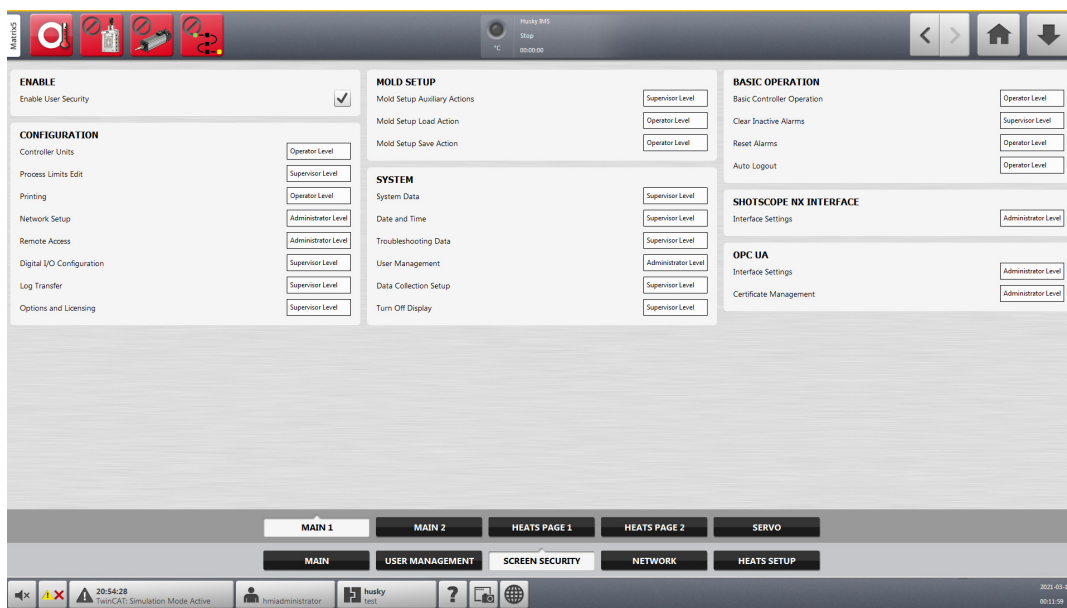 Matrix5
°C
Husky IMS
Stop
00:00:00
ENABLE
Enable User Security
CONFIGURATION
Controller Units Operator Level
Process Limits Edit Supervisor Level
Printing Operator Level
Network Setup Administrator Level
Remote Access Administrator Level
Digital I/O Configuration Supervisor Level
Log Transfer Supervisor Level
Options and Licensing Supervisor Level
MOLD SETUP
Mold Setup Auxiliary Actions Supervisor Level
Mold Setup Load Action Operator Level
Mold Setup Save Action Operator Level
SYSTEM
System Data Supervisor Level
Date and Time Supervisor Level
Troubleshooting Data Supervisor Level
User Management Administrator Level
Data Collection Setup Supervisor Level
Turn Off Display Supervisor Level
BASIC OPERATION
Basic Controller Operation Operator Level
Clear Inactive Alarms Supervisor Level
Reset Alarms Operator Level
Auto Logout Operator Level
SHOTSCOPE NX INTERFACE
Interface Settings Administrator Level
OPC UA
Interface Settings Administrator Level
Certificate Management Administrator Level
MAIN 1 MAIN 2 HEATS PAGE 1 HEATS PAGE 2 SERVO
MAIN USER MANAGEMENT SCREEN SECURITY NETWORK HEATS SETUP
20:54:28
TwinCAT: Simulation Mode Active
hmiadministrator
husky
test
?
2021-03-
00:11:59